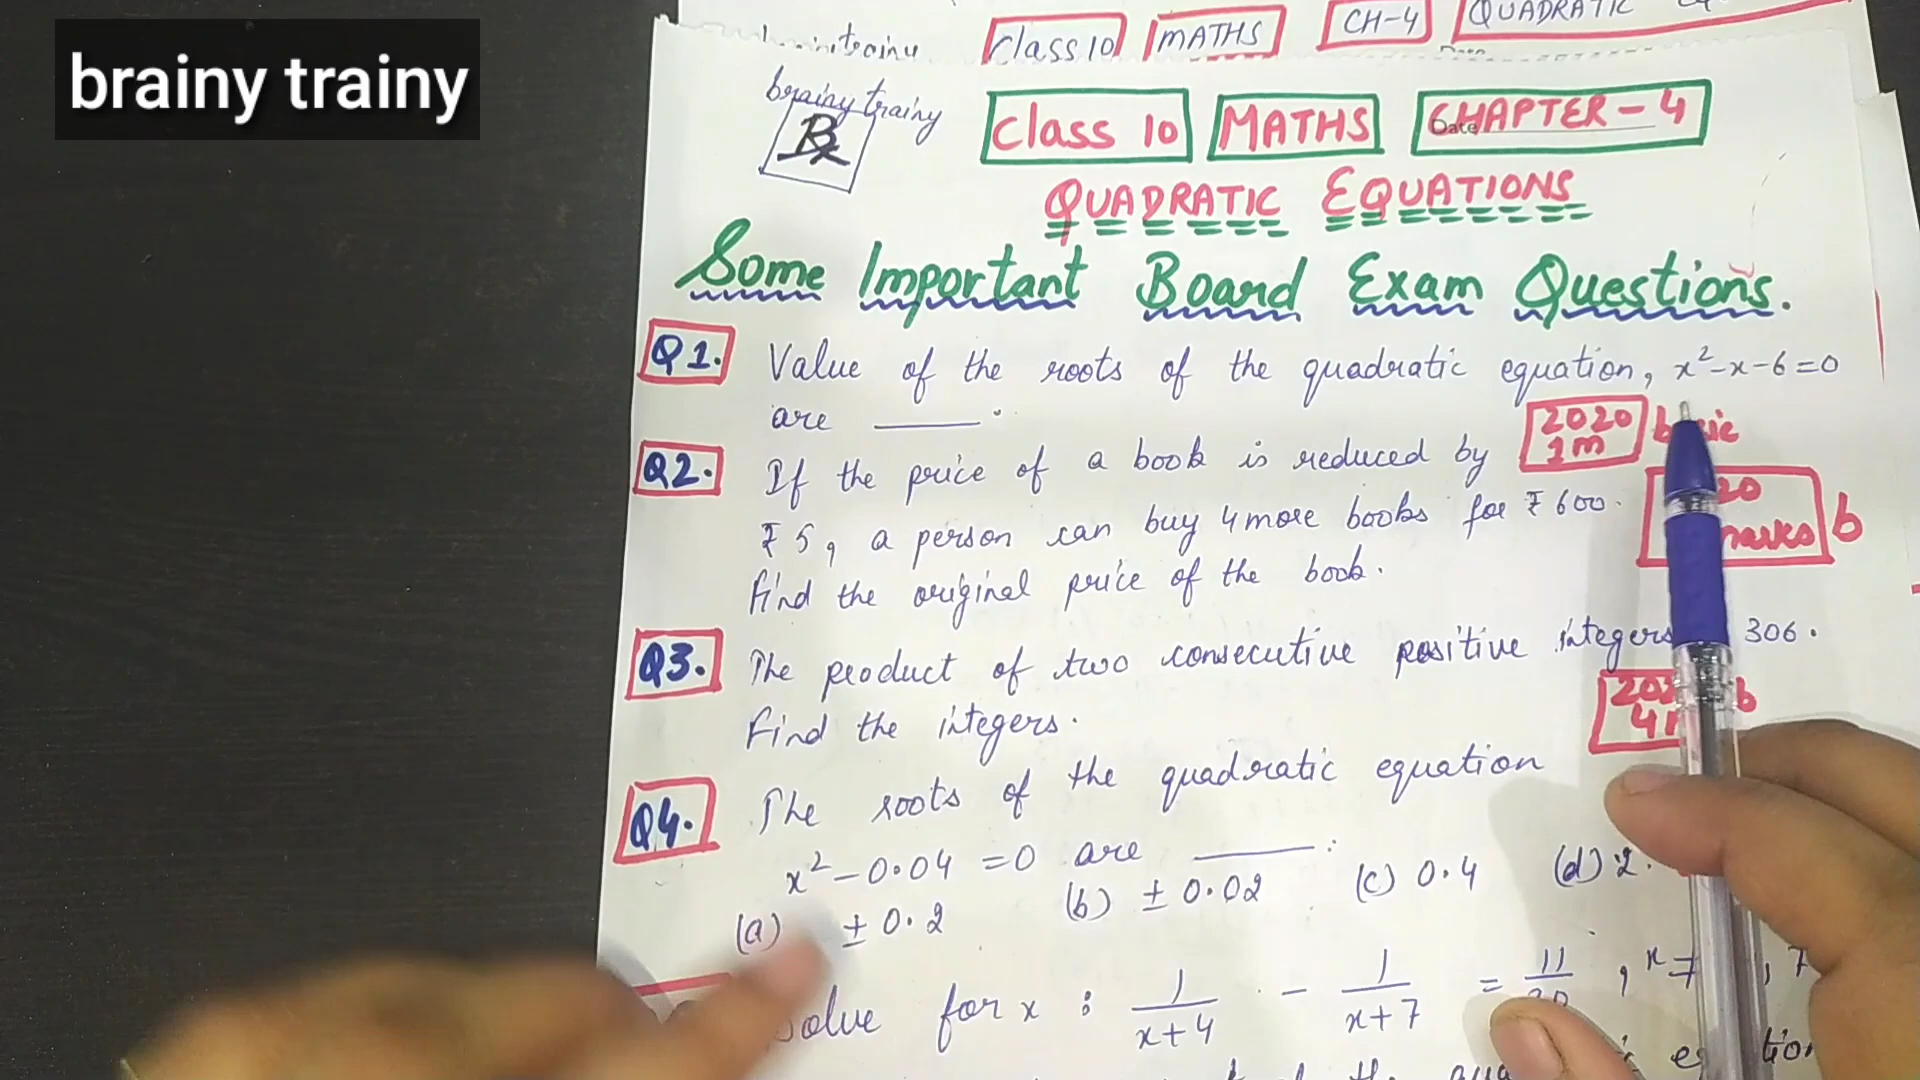 brainy trainy
class 10 MATHS CH-4 QUADRATIC
brainy trainy
Bx
Class 10 MATHS CHAPTER-4
Date
QUADRATIC EQUATIONS
Some Important Board Exam Questions.
Q1. Value of the roots of the quadratic equation, x²-x-6=0
are ______.
2020
1m
Q2. If the price of a book is reduced by
₹5, a person can buy 4 more books for ₹600.
Find the original price of the book.
b
Q3. The product of two consecutive positive integers 306.
Find the integers.
b
Q4. The roots of the quadratic equation
x²-0.04 =0 are ______.
(a) ±0.2 (b) ±0.02 (c) 0.4 (d) 2.
for x : 1/(x+4) - 1/(x+7) = 11/